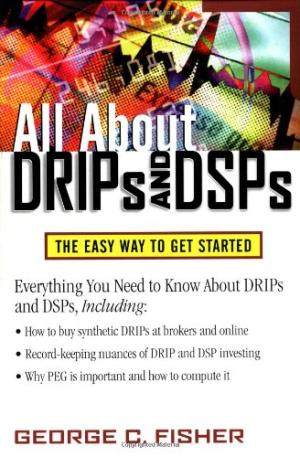 All About
DRIPs AND DSPs
THE EASY WAY TO GET STARTED
Everything You Need to Know About DRIPs
and DSPs, Including:
• How to buy synthetic DRIPs at brokers and online
• Record-keeping nuances of DRIP and DSP investing
• Why PEG is important and how to compute it
GEORGE C. FISHER